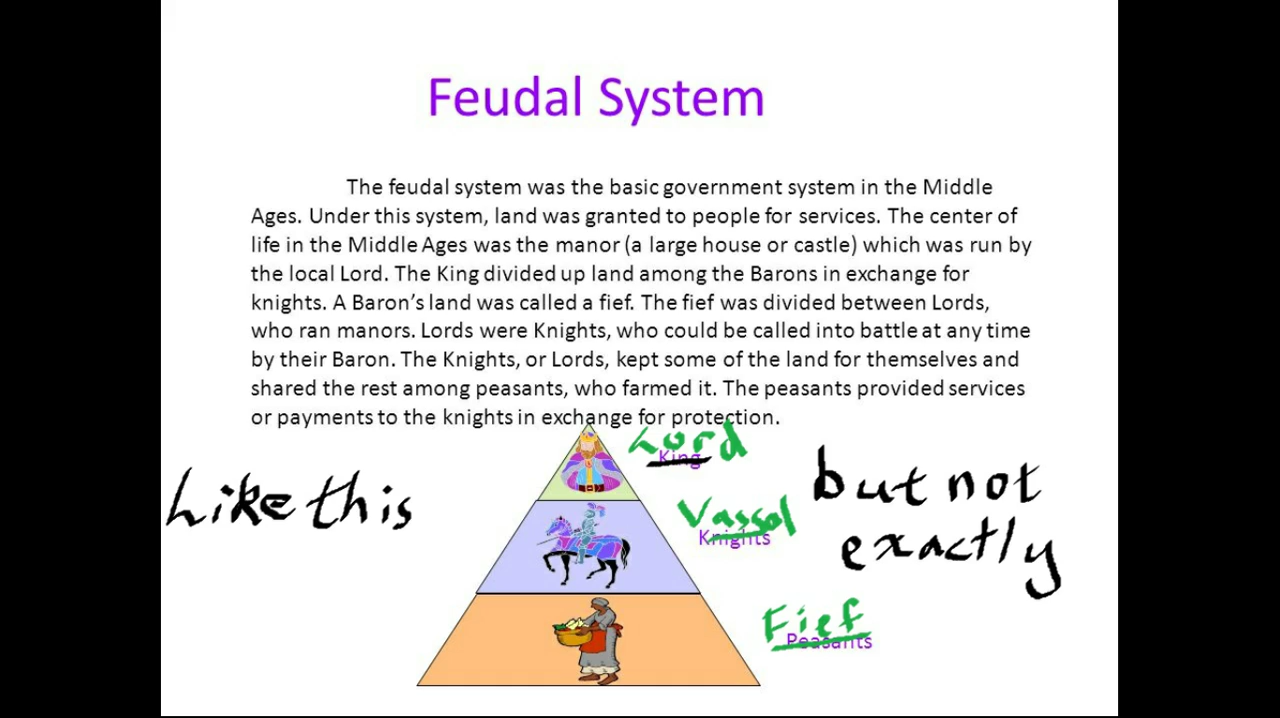 Feudal System
The feudal system was the basic government system in the Middle
Ages. Under this system, land was granted to people for services. The center of
life in the Middle Ages was the manor (a large house or castle) which was run by
the local Lord. The King divided up land among the Barons in exchange for
knights. A Baron’s land was called a fief. The fief was divided between Lords,
who ran manors. Lords were Knights, who could be called into battle at any time
by their Baron. The Knights, or Lords, kept some of the land for themselves and
shared the rest among peasants, who farmed it. The peasants provided services
or payments to the knights in exchange for protection.
Lord
King
Like this
but not
exactly
Vassol
Knights
Fief
Peasants